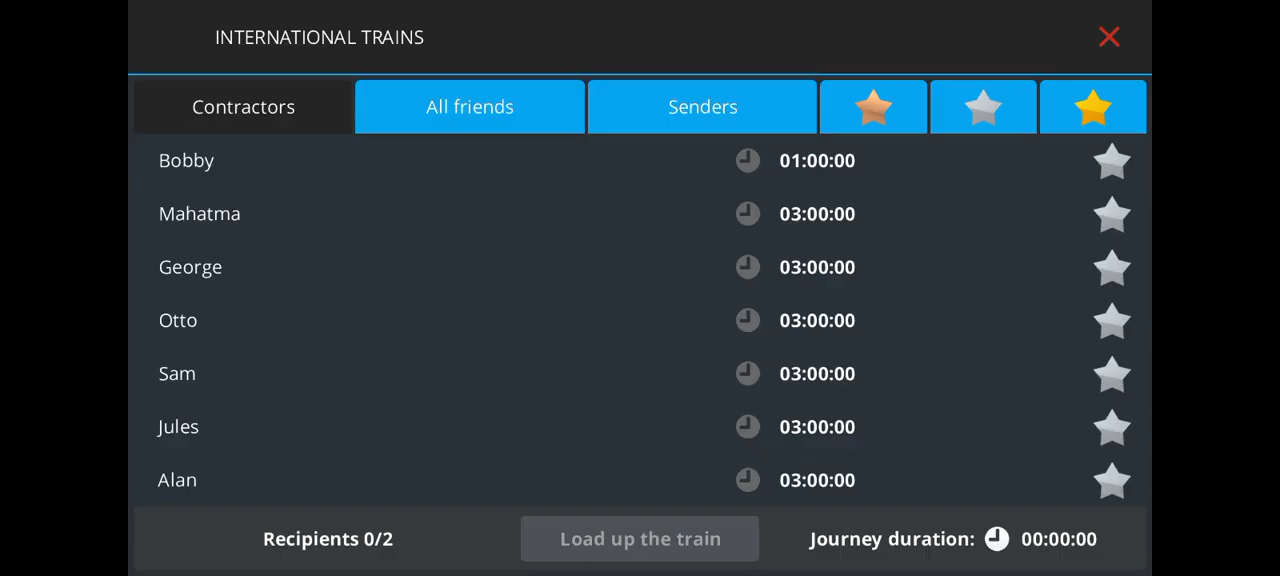 INTERNATIONAL TRAINS
Contractors All friends Senders
Bobby 01:00:00
Mahatma 03:00:00
George 03:00:00
Otto 03:00:00
Sam 03:00:00
Jules 03:00:00
Alan 03:00:00
Recipients 0/2 Load up the train Journey duration: 00:00:00